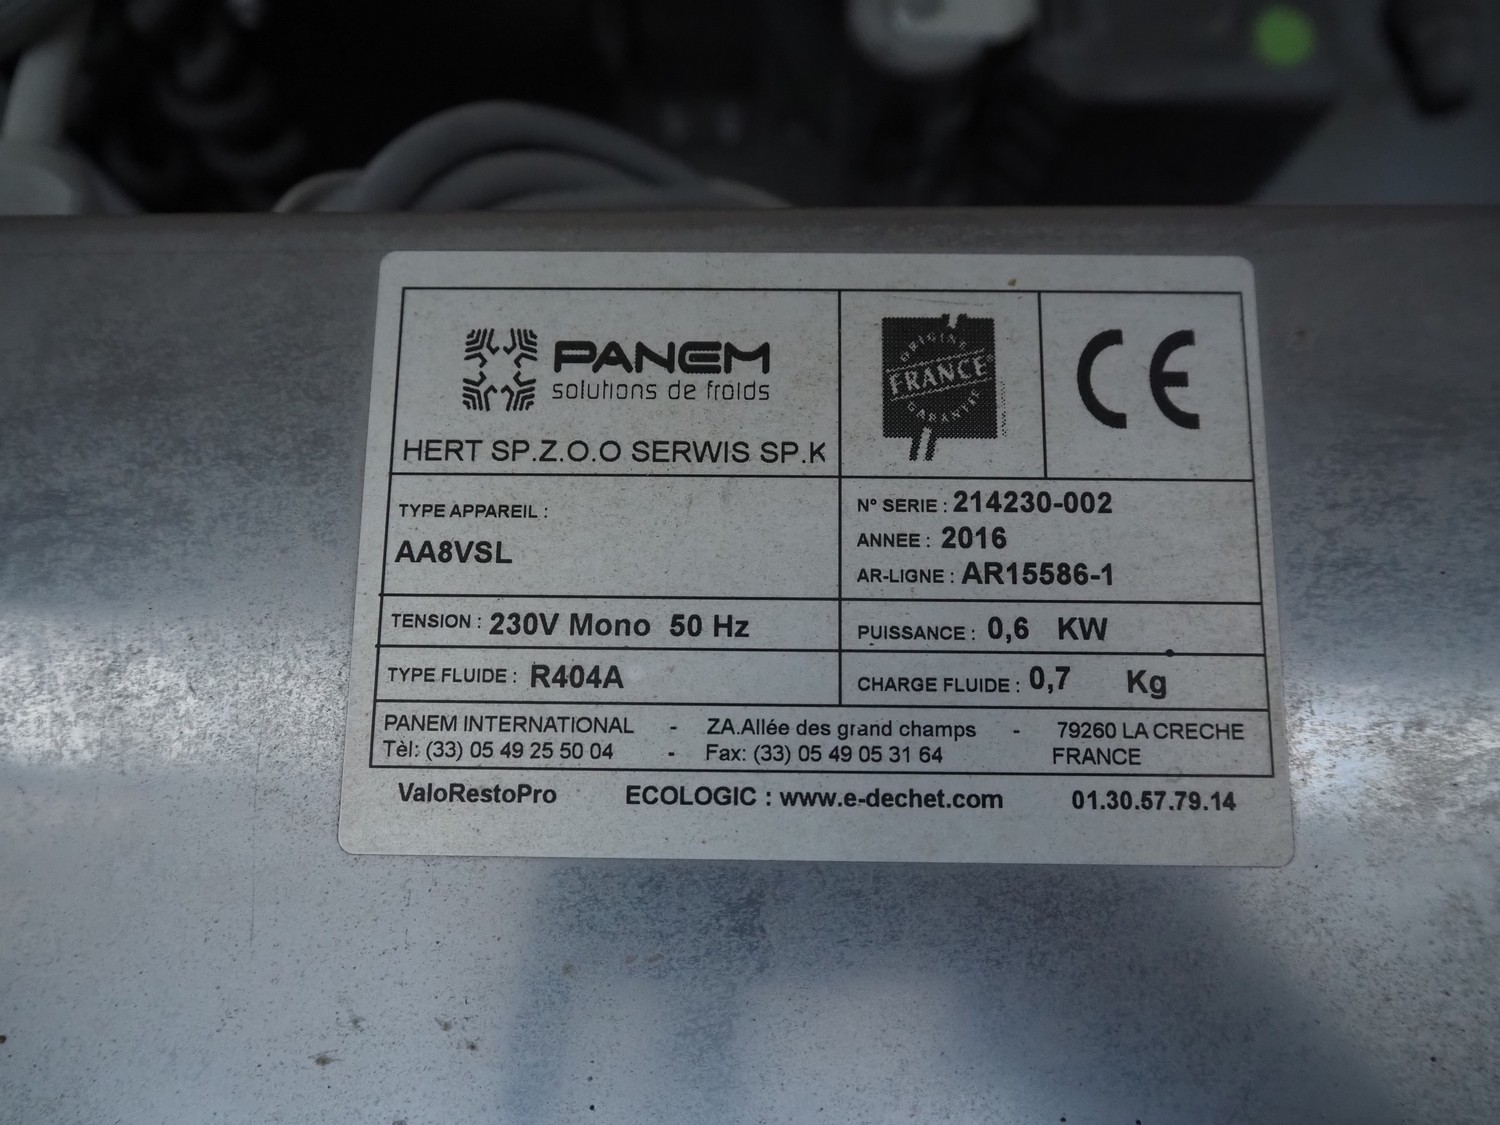 PANEM
solutions de froids
HERT SP.Z.O.O SERWIS SP.K
ORIGINE
FRANCE
GARANTIE
CE
TYPE APPAREIL :
AA8VSL
N° SERIE : 214230-002
ANNEE : 2016
AR-LIGNE : AR15586-1
TENSION : 230V Mono 50 Hz
PUISSANCE : 0,6 KW
TYPE FLUIDE : R404A
CHARGE FLUIDE : 0,7 Kg
PANEM INTERNATIONAL - ZA.Allée des grand champs - 79260 LA CRECHE
Tèl: (33) 05 49 25 50 04 - Fax: (33) 05 49 05 31 64 FRANCE
ValoRestoPro ECOLOGIC : www.e-dechet.com 01.30.57.79.14